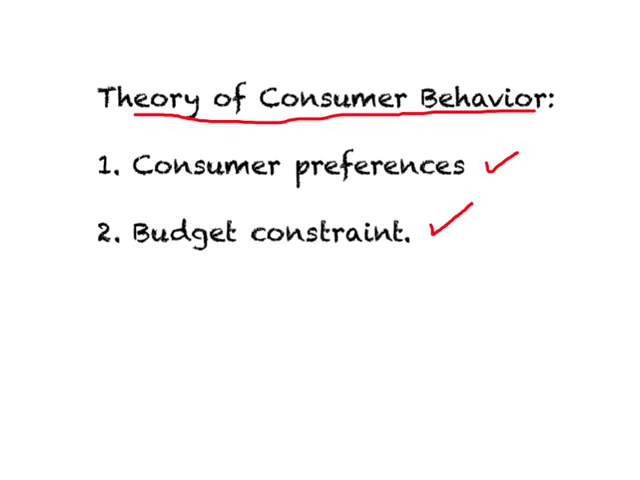 Theory of Consumer Behavior:
1. Consumer preferences
2. Budget constraint.